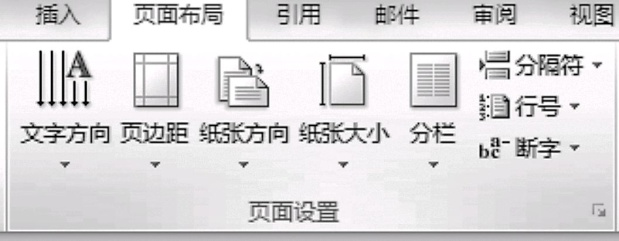 插入 页面布局 引用 邮件 审阅 视图
文字方向 页边距 纸张方向 纸张大小 分栏
分隔符
行号
断字
页面设置